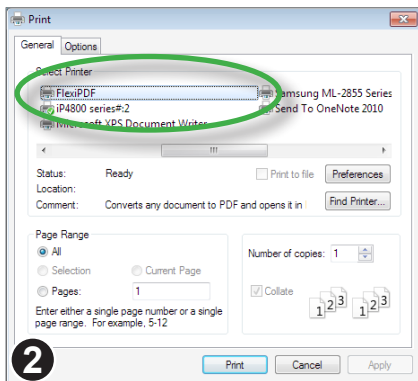 Print
General Options
Select Printer
FlexiPDF
iP4800 series#:2
Microsoft XPS Document Writer
Samsung ML-2855 Series
Send To OneNote 2010
Status: Ready
Print to file
Preferences
Location:
Comment: Converts any document to PDF and opens it in
Find Printer...
Page Range
All
Selection Current Page
Pages: 1
Enter either a single page number or a single
page range. For example, 5-12
Number of copies: 1
Collate
1 2 3 1 2 3
2
Print Cancel Apply